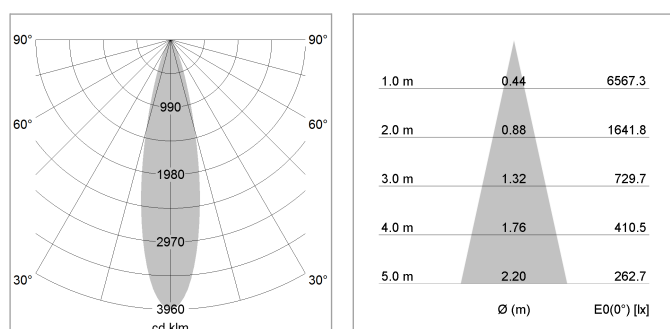 90° 90°
990
60° 60°
1980
2970
30° 30°
3960
cd klm
1.0 m 0.44 6567.3
2.0 m 0.88 1641.8
3.0 m 1.32 729.7
4.0 m 1.76 410.5
5.0 m 2.20 262.7
Ø (m) E0(0°) [lx]